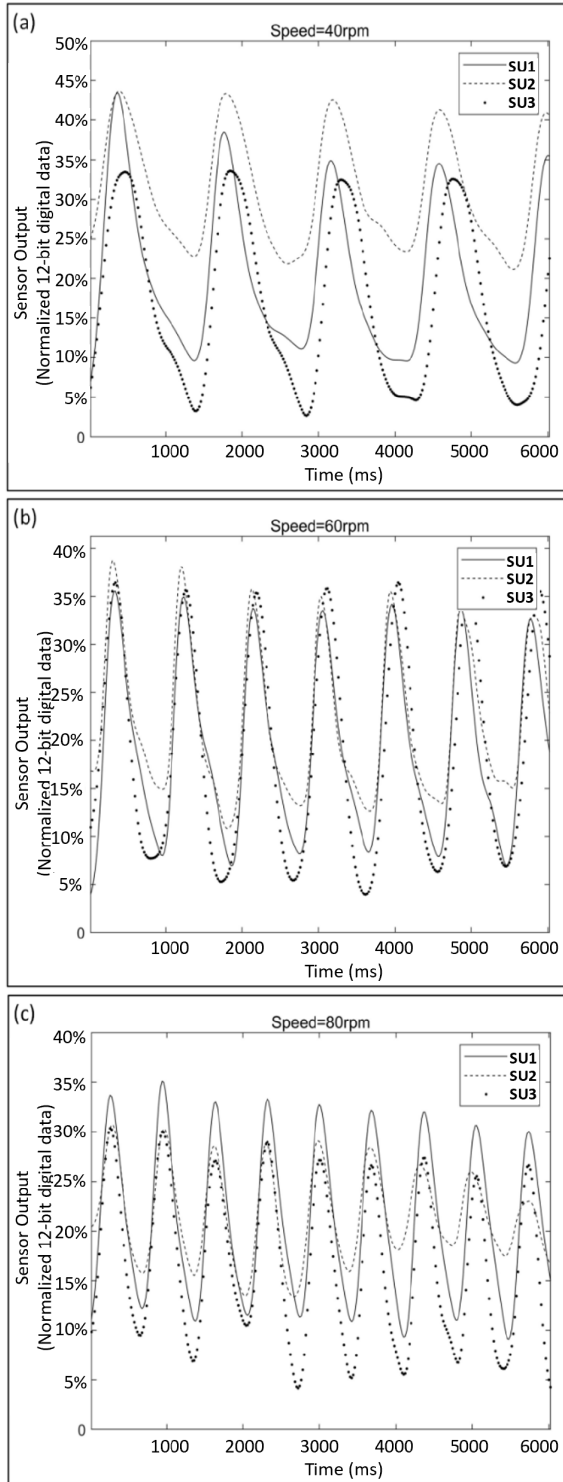 (a)
Speed=40rpm
50%
45%
40%
35%
30%
25%
20%
15%
10%
5%
0
Sensor Output
(Normalized 12-bit digital data)
SU1
SU2
SU3
1000 2000 3000 4000 5000 6000
Time (ms)
(b)
Speed=60rpm
40%
35%
30%
25%
20%
15%
10%
5%
0
Sensor Output
(Normalized 12-bit digital data)
SU1
SU2
SU3
1000 2000 3000 4000 5000 6000
Time (ms)
(c)
Speed=80rpm
40%
35%
30%
25%
20%
15%
10%
5%
0
Sensor Output
(Normalized 12-bit digital data)
SU1
SU2
SU3
1000 2000 3000 4000 5000 6000
Time (ms)